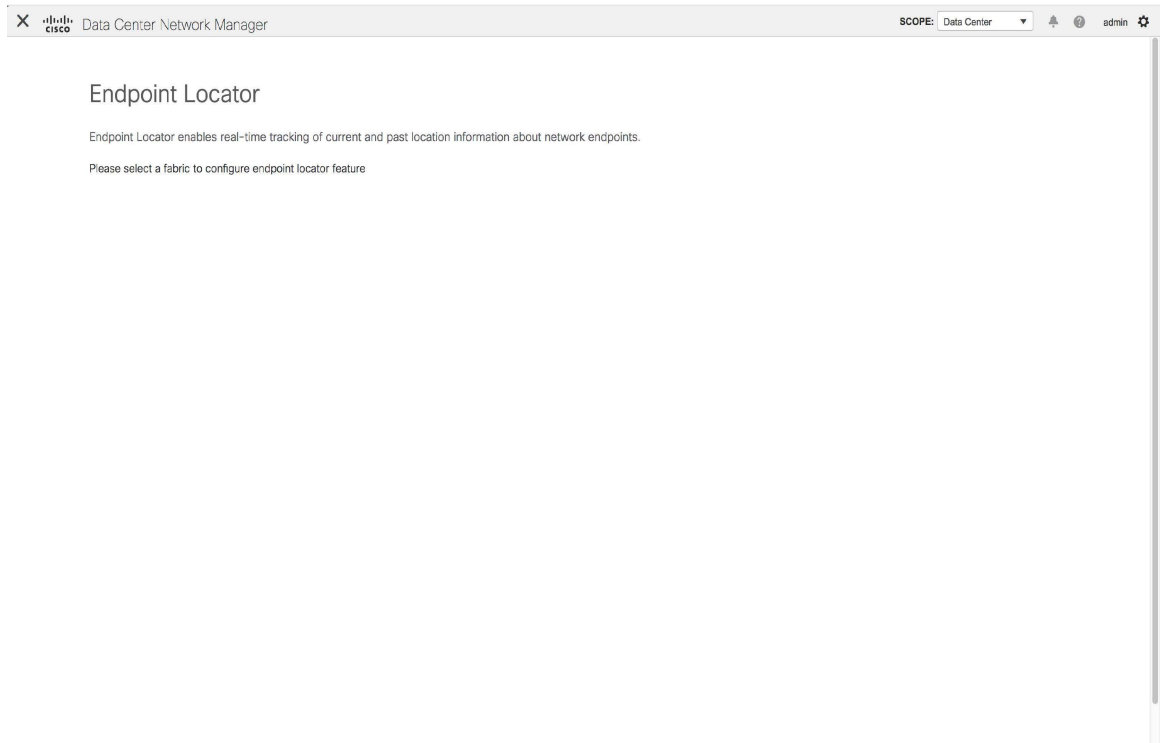 X cisco Data Center Network Manager SCOPE: Data Center ▼ admin
Endpoint Locator
Endpoint Locator enables real-time tracking of current and past location information about network endpoints.
Please select a fabric to configure endpoint locator feature